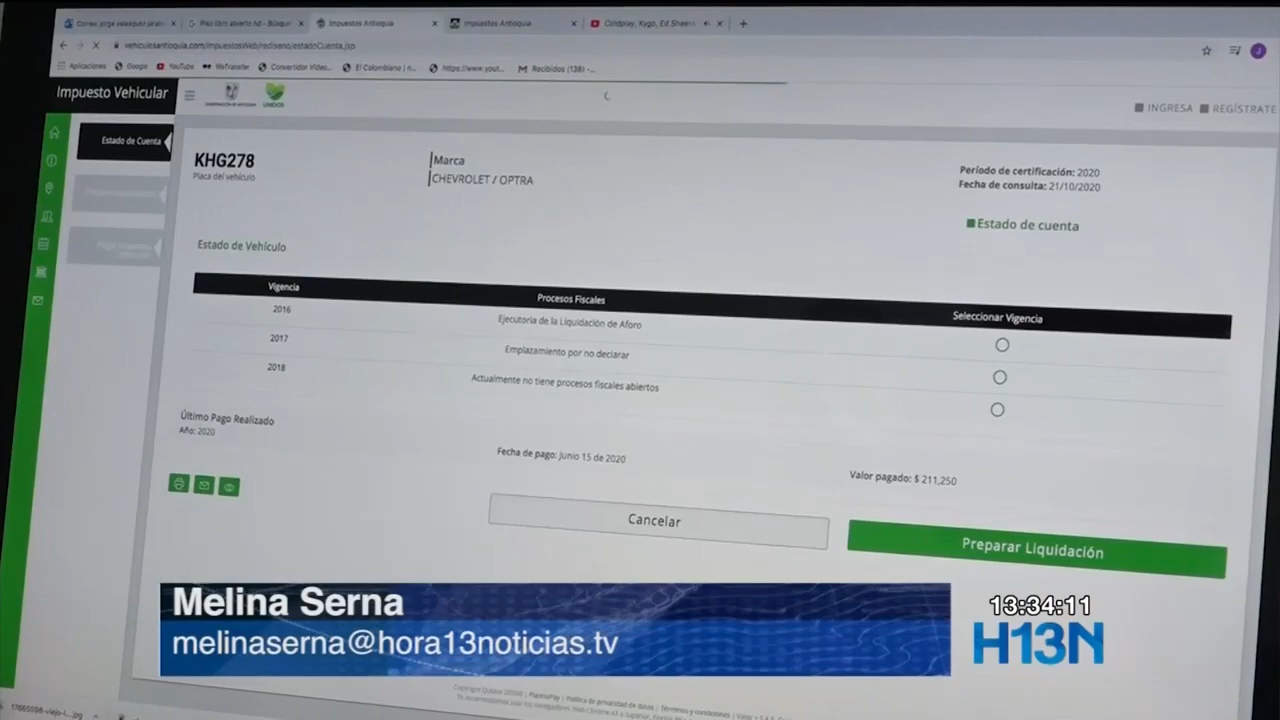 Impuestos Antioquia
Impuestos Antioquia
Coldplay, Kygo, Ed Sheera
vehiculosantioquia.com/impuestosWeb/rediseno/estadoCuenta.jsp
Aplicaciones
Google
YouTube
WeTransfer
Convertidor Video...
El Colombiano | n...
https://www.yout...
Recibidos (138) -...
Impuesto Vehicular
UNIDOS
INGRESA
REGÍSTRATE
Estado de Cuenta
KHG278
Placa del vehículo
Marca
CHEVROLET / OPTRA
Período de certificación: 2020
Fecha de consulta: 21/10/2020
Estado de cuenta
Estado de Vehículo
Vigencia
Procesos Fiscales
Seleccionar Vigencia
2016
Ejecutoria de la Liquidación de Aforo
2017
Emplazamiento por no declarar
2018
Actualmente no tiene procesos fiscales abiertos
Último Pago Realizado
Año: 2020
Fecha de pago: Junio 15 de 2020
Valor pagado: $ 211,250
Cancelar
Preparar Liquidación
Melina Serna
melinaserna@hora13noticias.tv
13:34:11
H13N